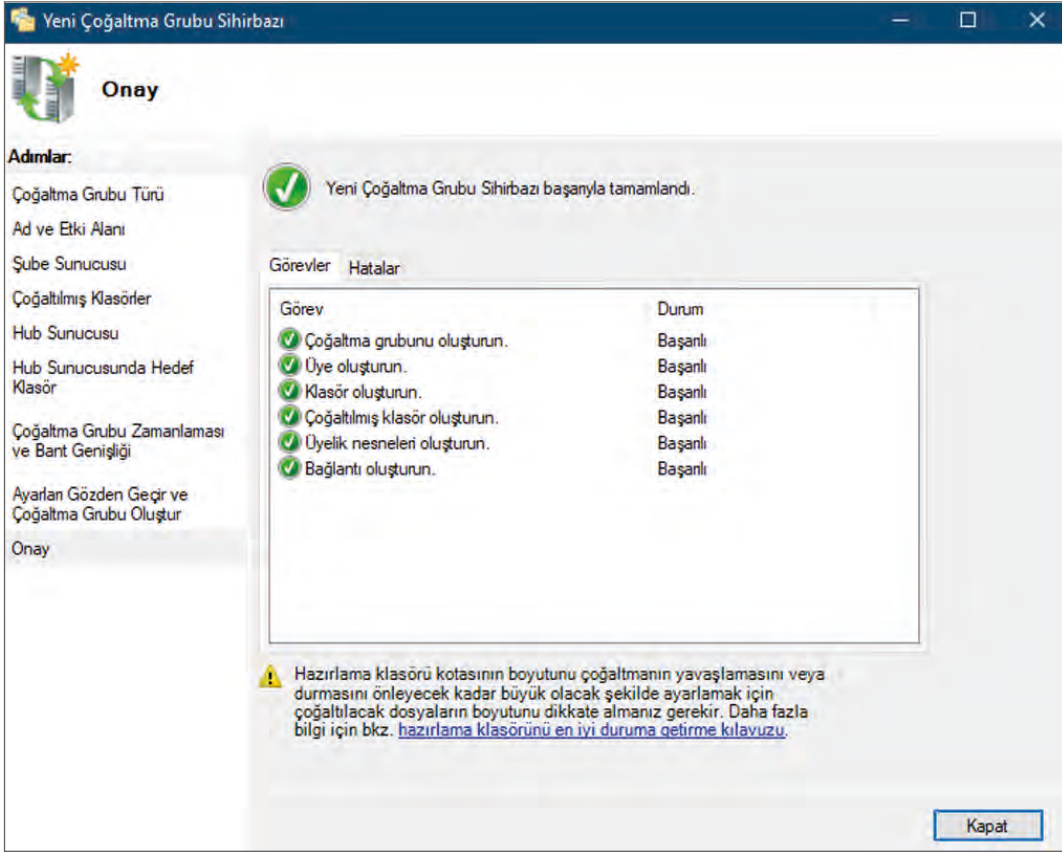 Yeni Çoğaltma Grubu Sihirbazı
Onay
Adımlar:
Çoğaltma Grubu Türü
Ad ve Etki Alanı
Şube Sunucusu
Çoğaltılmış Klasörler
Hub Sunucusu
Hub Sunucusunda Hedef
Klasör
Çoğaltma Grubu Zamanlaması
ve Bant Genişliği
Ayarları Gözden Geçir ve
Çoğaltma Grubu Oluştur
Onay
Yeni Çoğaltma Grubu Sihirbazı başarıyla tamamlandı.
Görevler Hatalar
Görev Durum
Çoğaltma grubunu oluşturun. Başarılı
Üye oluşturun. Başarılı
Klasör oluşturun. Başarılı
Çoğaltılmış klasör oluşturun. Başarılı
Üyelik nesneleri oluşturun. Başarılı
Bağlantı oluşturun. Başarılı
Hazırlama klasörü kotasının boyutunu çoğaltmanın yavaşlamasını veya
durmasını önleyecek kadar büyük olacak şekilde ayarlamak için
çoğaltılacak dosyaların boyutunu dikkate almanız gerekir. Daha fazla
bilgi için bkz. hazırlama klasörünü en iyi duruma getirme kılavuzu.
Kapat